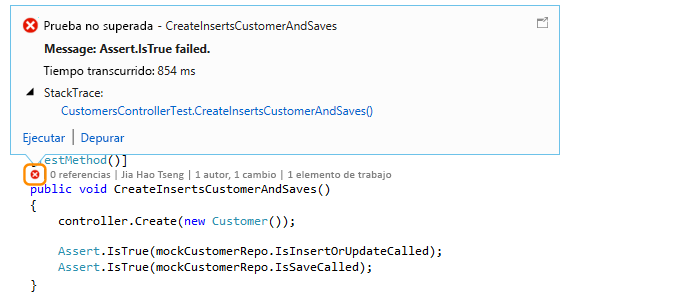 Prueba no superada - CreateInsertsCustomerAndSaves
Message: Assert.IsTrue failed.
Tiempo transcurrido: 854 ms
StackTrace:
CustomersControllerTest.CreateInsertsCustomerAndSaves()
Ejecutar | Depurar
estMethod()]
0 referencias | Jia Hao Tseng | 1 autor, 1 cambio | 1 elemento de trabajo
public void CreateInsertsCustomerAndSaves()
{
controller.Create(new Customer());
Assert.IsTrue(mockCustomerRepo.IsInsertOrUpdateCalled);
Assert.IsTrue(mockCustomerRepo.IsSaveCalled);
}